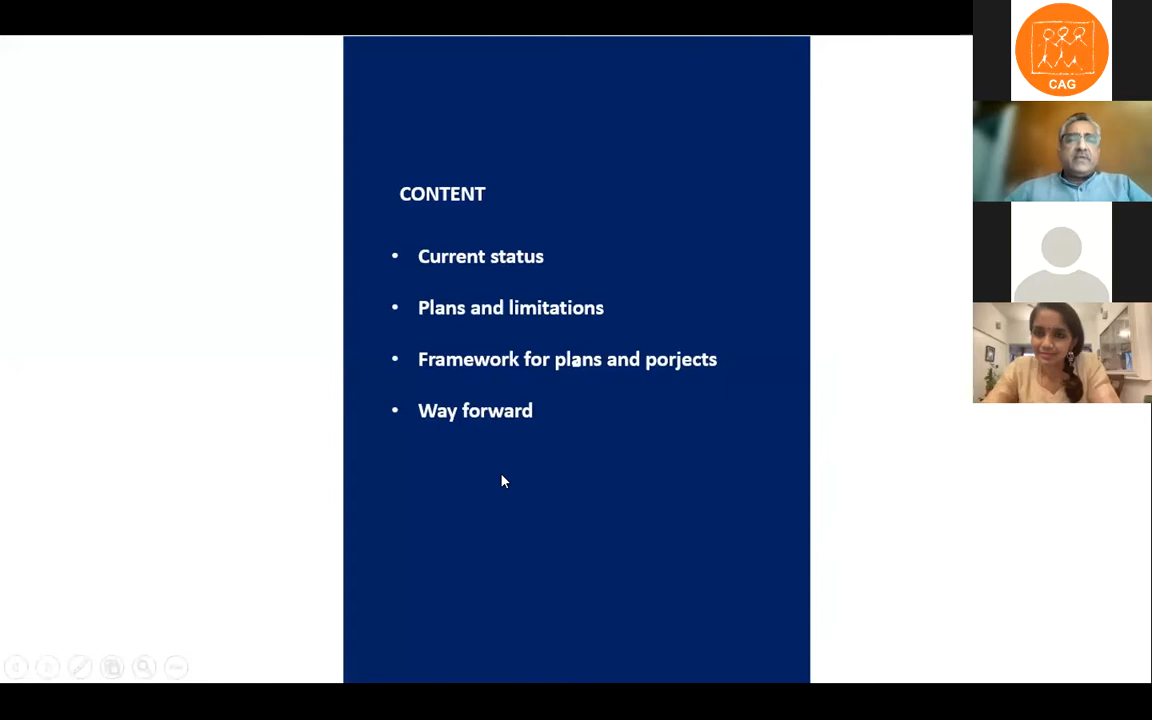 CONTENT
• Current status
• Plans and limitations
• Framework for plans and porjects
• Way forward
CAG